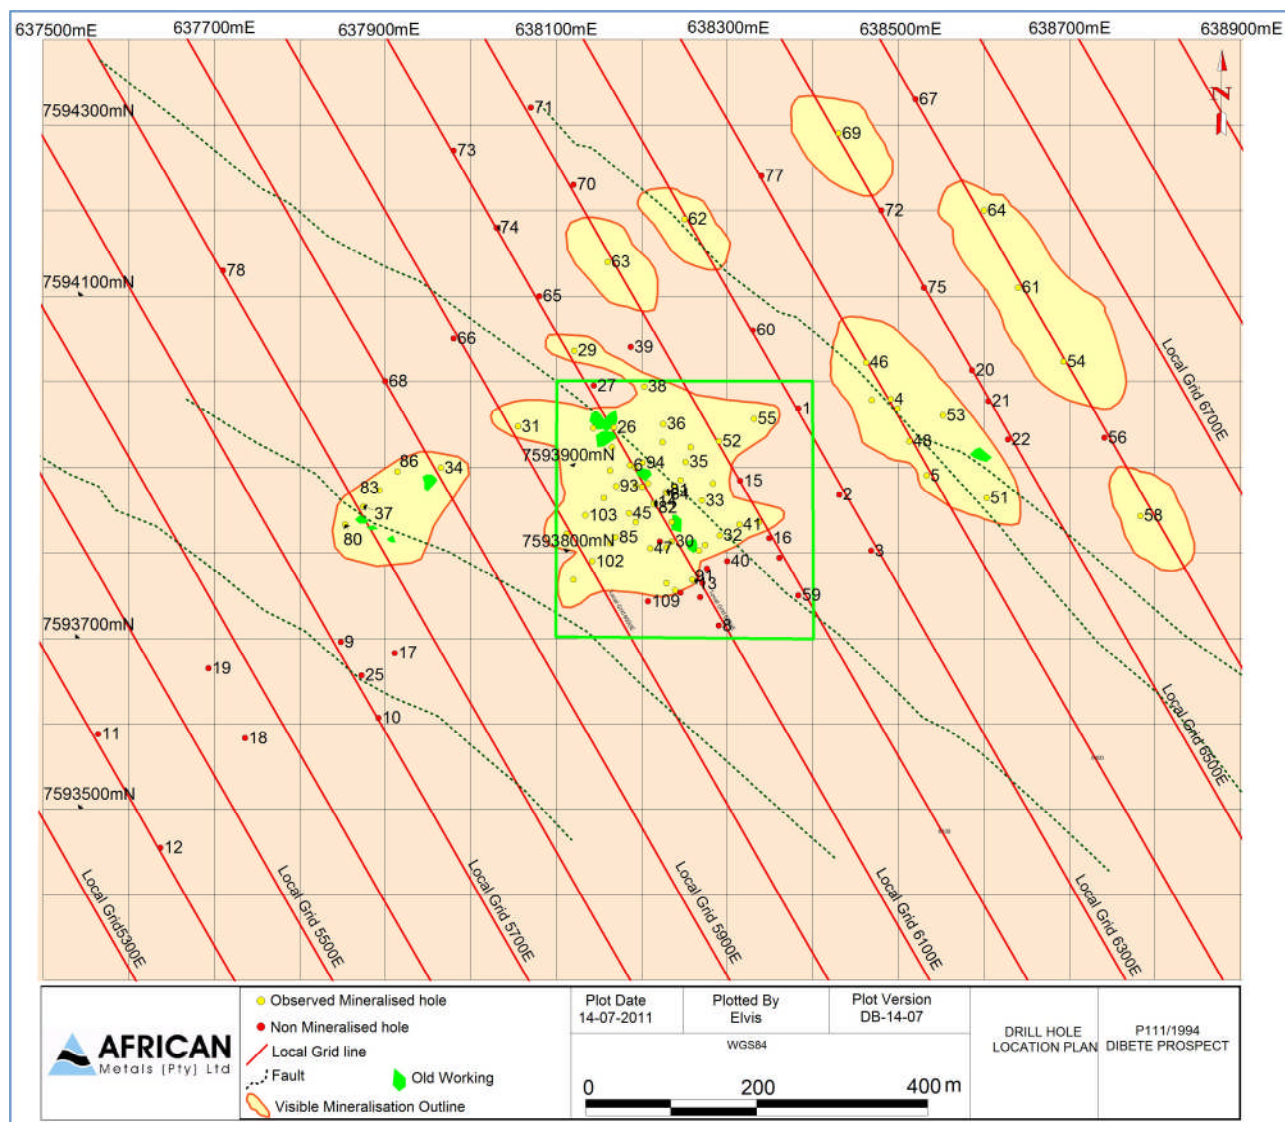 637500mE 637700mE 637900mE 638100mE 638300mE 638500mE 638700mE 638900mE
N
67
71
7594300mN
69
73
77
70
64
72
62
74
63
78
75
61
7594100mN
65
60
66
39
29
46
54
20
68
27
38
4
21
1
55
53
36
31
26
52
48
22
56
7593900mN
94
6
35
86
34
15
5
83
93
2
51
33
37
103
45
82
58
80
41
32
16
85
30
7593800mN
47
3
102
40
91
13
109
59
8
7593700mN
9
17
19
25
10
11
18
7593500mN
12
Local Grid 6700E
Local Grid 6500E
Local Grid5300E
Local Grid 5500E
Local Grid 5700E
Local Grid 5900E
Local Grid 6100E
Local Grid 6300E
AFRICAN
Metals (Pty) Ltd
Observed Mineralised hole
Non Mineralised hole
Local Grid line
Fault
Old Working
Visible Mineralisation Outline
Plot Date
14-07-2011
Plotted By
Elvis
Plot Version
DB-14-07
WGS84
0 200 400 m
DRILL HOLE
LOCATION PLAN
P111/1994
DIBETE PROSPECT